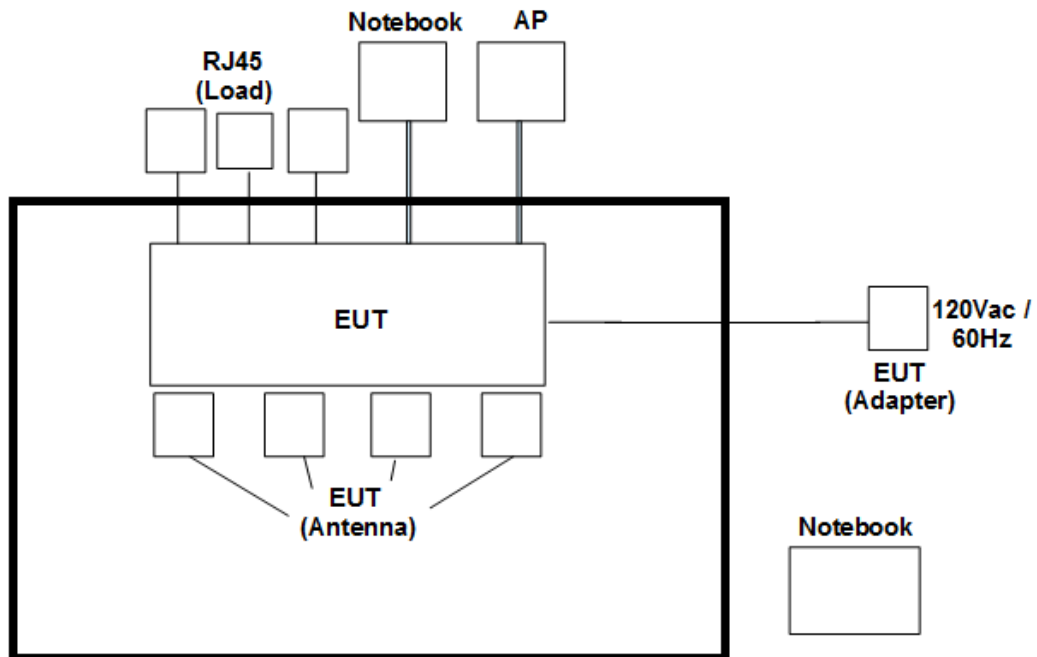 Notebook
AP
RJ45
(Load)
EUT
120Vac /
60Hz
EUT
(Adapter)
EUT
(Antenna)
Notebook